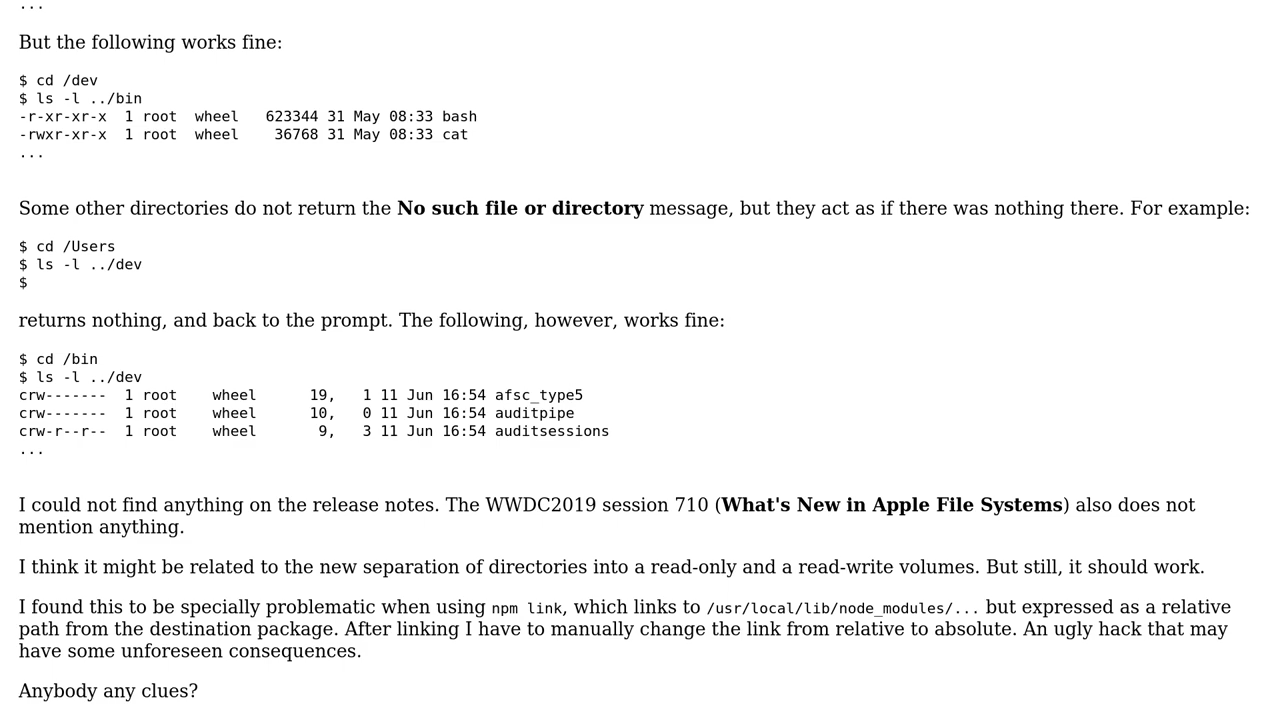 ...
But the following works fine:
$ cd /dev
$ ls -l ../bin
-r-xr-xr-x  1 root  wheel   623344 31 May 08:33 bash
-rwxr-xr-x  1 root  wheel    36768 31 May 08:33 cat
...
Some other directories do not return the No such file or directory message, but they act as if there was nothing there. For example:
$ cd /Users
$ ls -l ../dev
$
returns nothing, and back to the prompt. The following, however, works fine:
$ cd /bin
$ ls -l ../dev
crw-------  1 root    wheel      19,   1 11 Jun 16:54 afsc_type5
crw-------  1 root    wheel      10,   0 11 Jun 16:54 auditpipe
crw-r--r--  1 root    wheel       9,   3 11 Jun 16:54 auditsessions
...
I could not find anything on the release notes. The WWDC2019 session 710 (What's New in Apple File Systems) also does not
mention anything.
I think it might be related to the new separation of directories into a read-only and a read-write volumes. But still, it should work.
I found this to be specially problematic when using npm link, which links to /usr/local/lib/node_modules/... but expressed as a relative
path from the destination package. After linking I have to manually change the link from relative to absolute. An ugly hack that may
have some unforeseen consequences.
Anybody any clues?